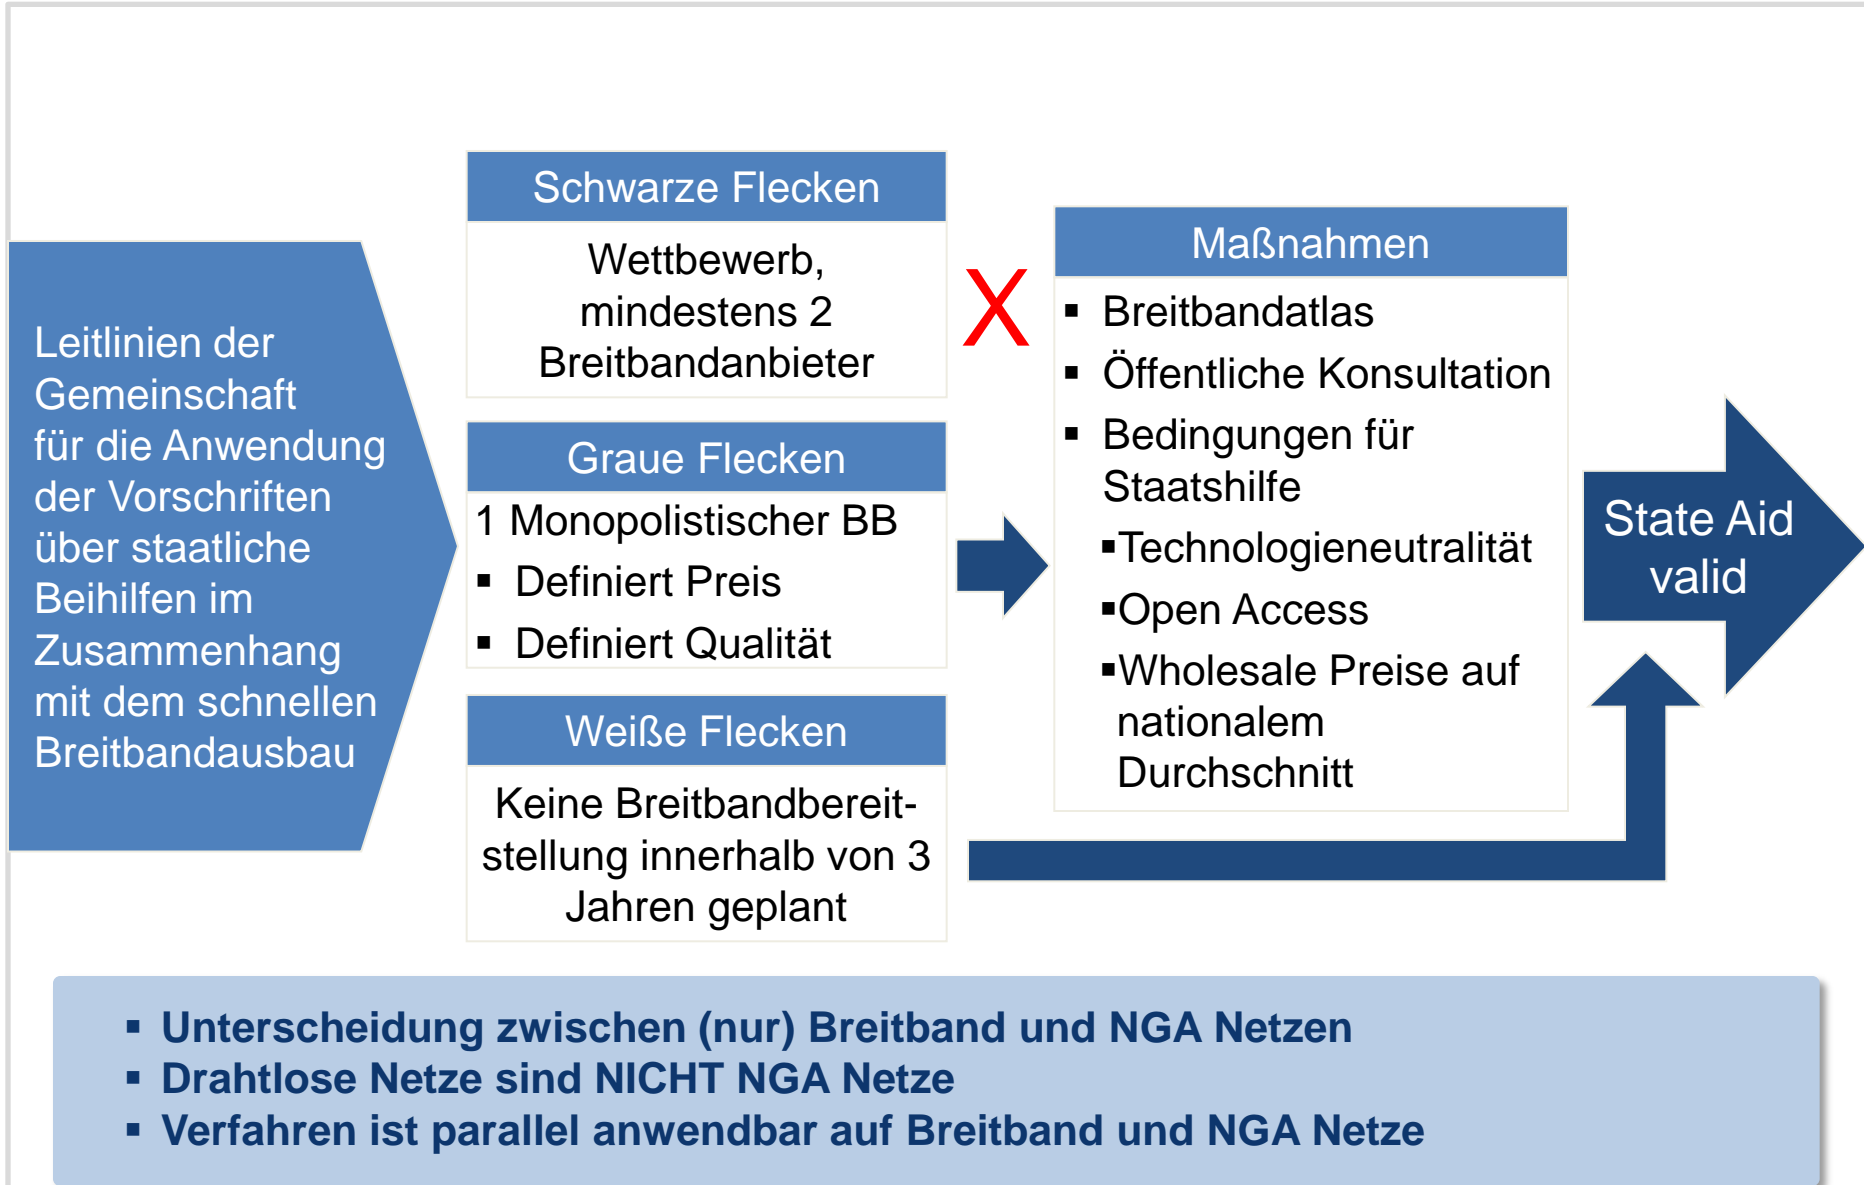 Leitlinien der
Gemeinschaft
für die Anwendung
der Vorschriften
über staatliche
Beihilfen im
Zusammenhang
mit dem schnellen
Breitbandausbau
Schwarze Flecken
Wettbewerb,
mindestens 2
Breitbandanbieter
Graue Flecken
1 Monopolistischer BB
▪ Definiert Preis
▪ Definiert Qualität
Weiße Flecken
Keine Breitbandbereit-
stellung innerhalb von 3
Jahren geplant
X
Maßnahmen
▪ Breitbandatlas
▪ Öffentliche Konsultation
▪ Bedingungen für
Staatshilfe
▪Technologieneutralität
▪Open Access
▪Wholesale Preise auf
nationalem
Durchschnitt
State Aid
valid
▪ Unterscheidung zwischen (nur) Breitband und NGA Netzen
▪ Drahtlose Netze sind NICHT NGA Netze
▪ Verfahren ist parallel anwendbar auf Breitband und NGA Netze